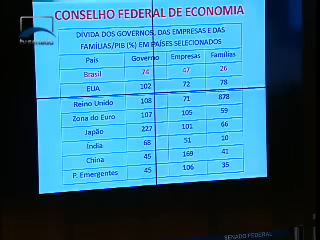 CONSELHO FEDERAL DE ECONOMIA
DÍVIDA DOS GOVERNOS, DAS EMPRESAS E DAS
FAMÍLIAS/PIB (%) EM PAÍSES SELECIONADOS
País Governo Empresas Famílias
Brasil 74 47 26
EUA 102 72 78
Reino Unido 108 71 878
Zona do Euro 107 105 59
Japão 227 101 66
Índia 68 51 10
China 45 169 41
P. Emergentes 45 106 35
SENADO FEDERAL